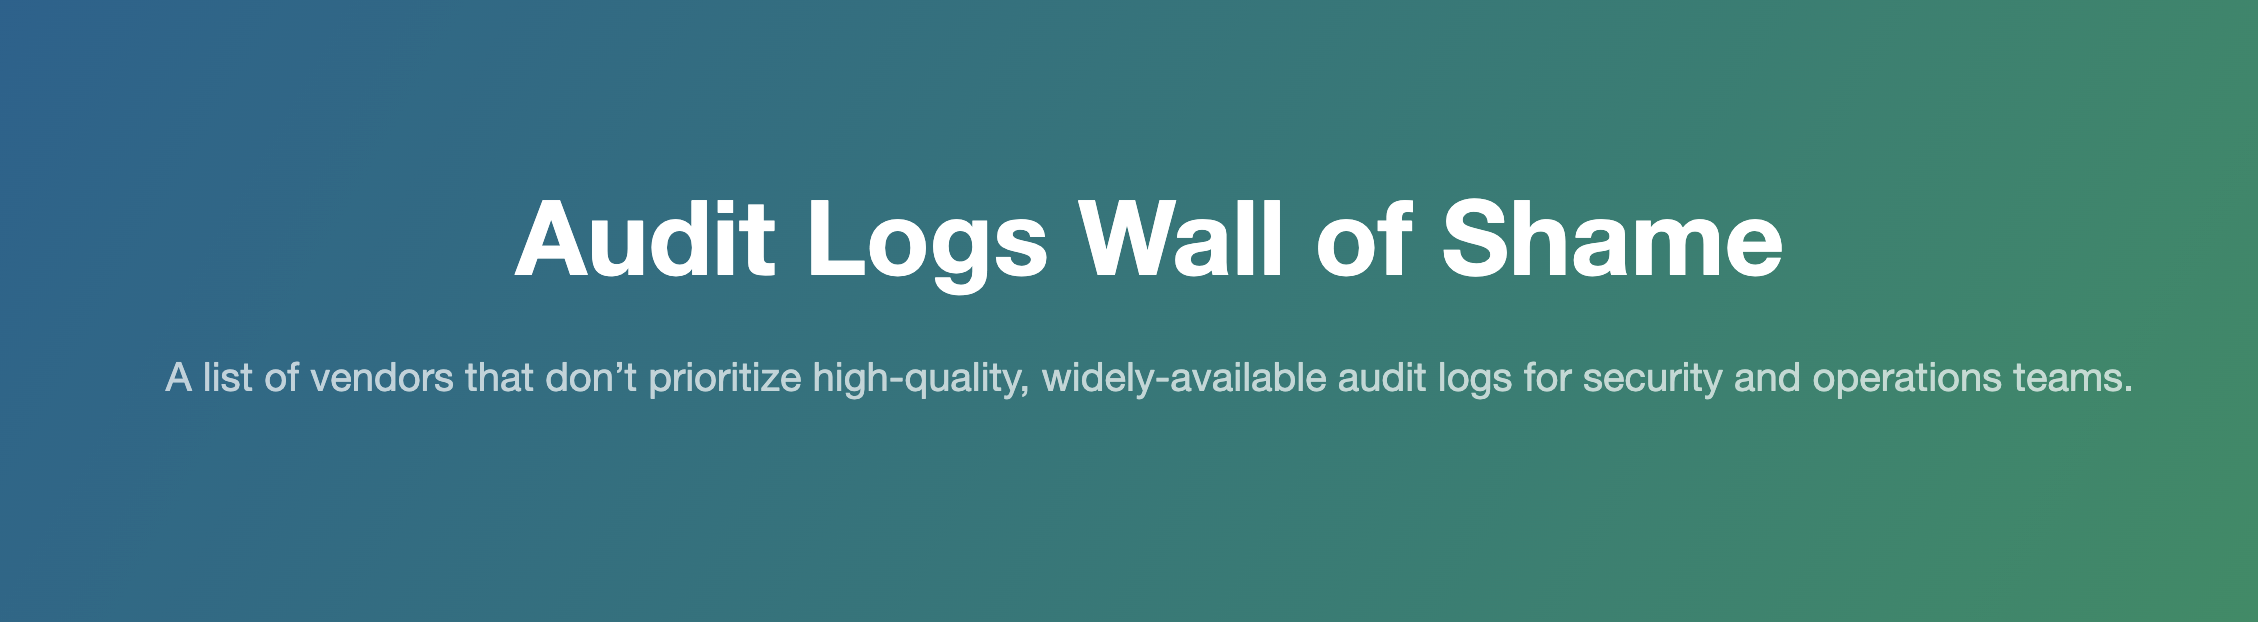 Audit Logs Wall of Shame
A list of vendors that don’t prioritize high-quality, widely-available audit logs for security and operations teams.